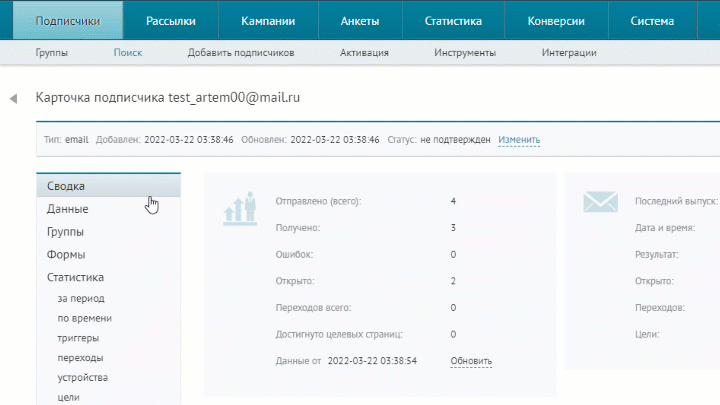 Подписчики Рассылки Кампании Анкеты Статистика Конверсии Система
Группы Поиск Добавить подписчиков Активация Инструменты Интеграции
Карточка подписчика test_artem00@mail.ru
Тип: email Добавлен: 2022-03-22 03:38:46 Обновлен: 2022-03-22 03:38:46 Статус: не подтвержден Изменить
Сводка
Данные
Группы
Формы
Статистика
за период
по времени
триггеры
переходы
устройства
цели
Отправлено (всего): 4
Получено: 3
Ошибок: 0
Открыто: 2
Переходов всего: 0
Достигнуто целевых страниц: 0
Данные от 2022-03-22 03:38:54 Обновить
Последний выпуск:
Дата и время:
Результат:
Открыто:
Переходов:
Цели: